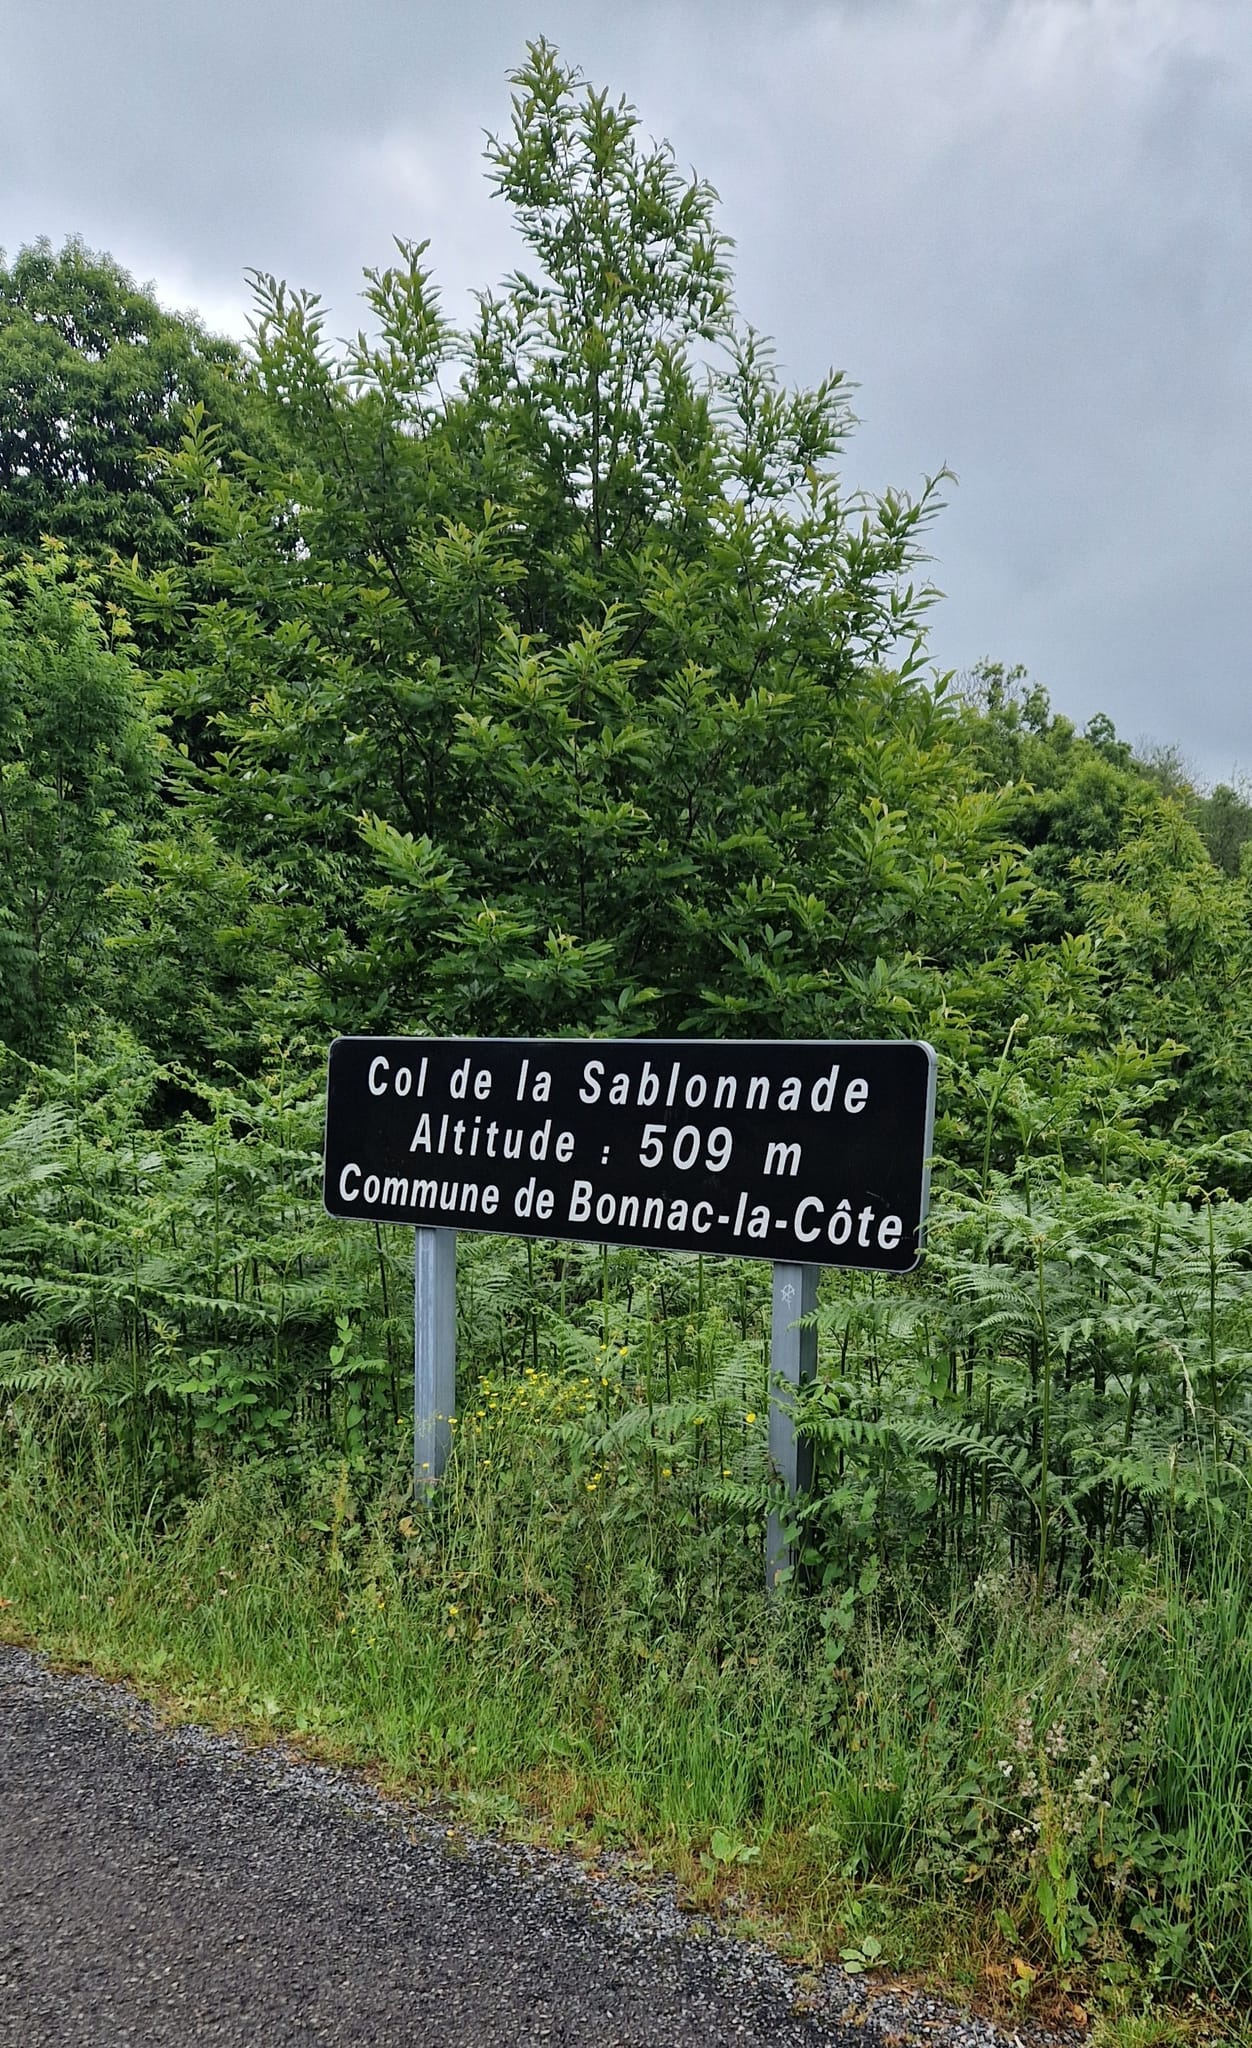 Col de la Sablonnade
Altitude : 509 m
Commune de Bonnac-la-Côte